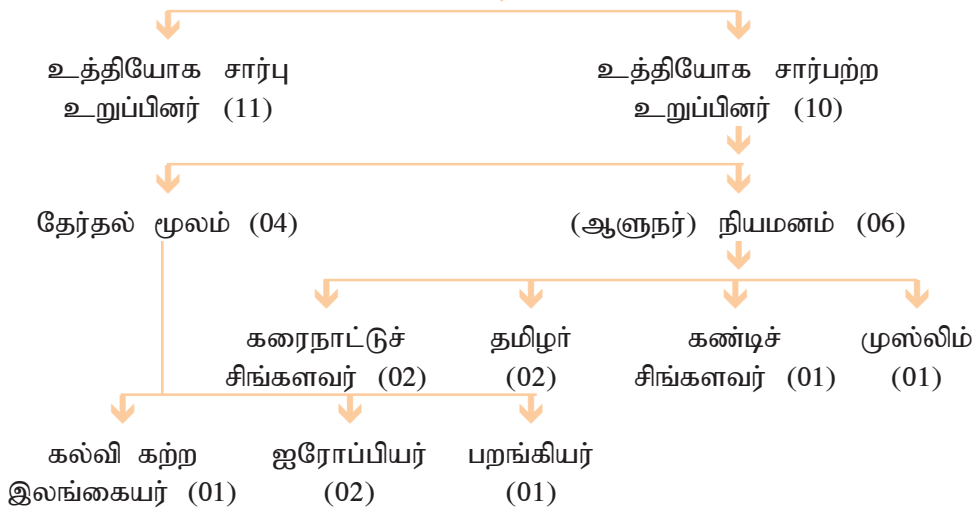 உத்தியோக சார்பு
உறுப்பினர் (11)
உத்தியோக சார்பற்ற
உறுப்பினர் (10)
தேர்தல் மூலம் (04)
(ஆளுநர்) நியமனம் (06)
கரைநாட்டுச்
சிங்களவர் (02)
தமிழர்
(02)
கண்டிச்
சிங்களவர் (01)
முஸ்லிம்
(01)
கல்வி கற்ற
இலங்கையர் (01)
ஐரோப்பியர்
(02)
பறங்கியர்
(01)